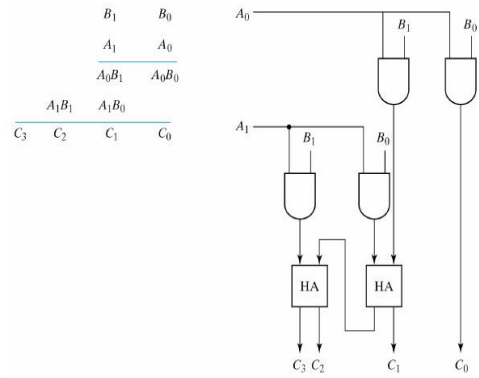 B₁ B₀
A₁ A₀
A₀B₁ A₀B₀
A₁B₁ A₁B₀
C₃ C₂ C₁ C₀
A₀
B₁ B₀
A₁
B₁ B₀
HA HA
C₃ C₂ C₁ C₀